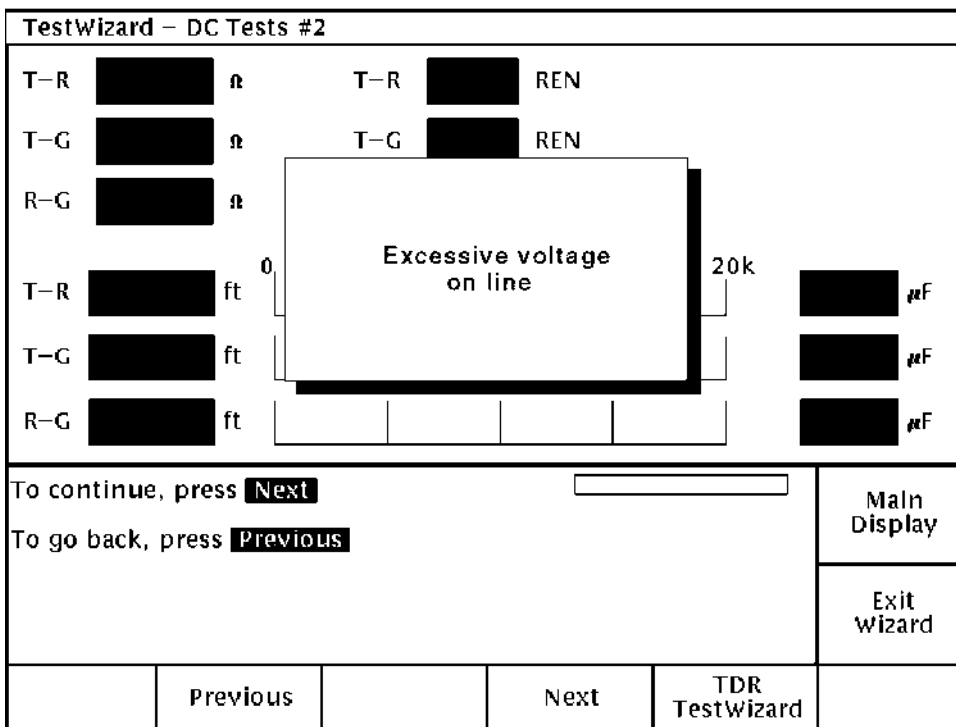 TestWizard – DC Tests #2
T–R Ω T–R REN
T–G Ω T–G REN
R–G Ω
Excessive voltage
on line
0 20k
T–R ft µF
T–G ft µF
R–G ft µF
To continue, press Next
To go back, press Previous
Main
Display
Exit
Wizard
Previous
Next
TDR
TestWizard